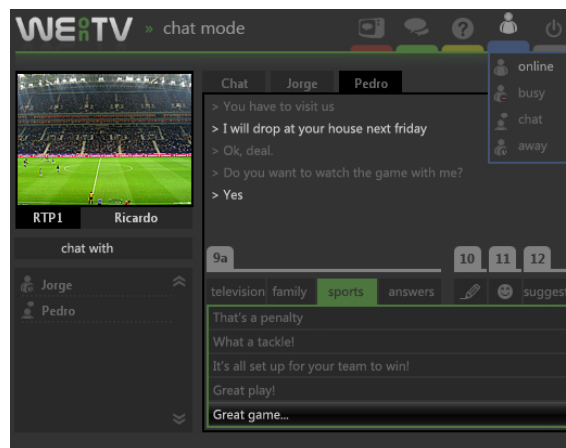 WEonTV » chat mode
online
busy
chat
away
Chat Jorge Pedro
> You have to visit us
> I will drop at your house next friday
> Ok, deal.
> Do you want to watch the game with me?
> Yes
RTP1 Ricardo
chat with
Jorge
Pedro
9a 10 11 12
television family sports answers suggest
That's a penalty
What a tackle!
It's all set up for your team to win!
Great play!
Great game...